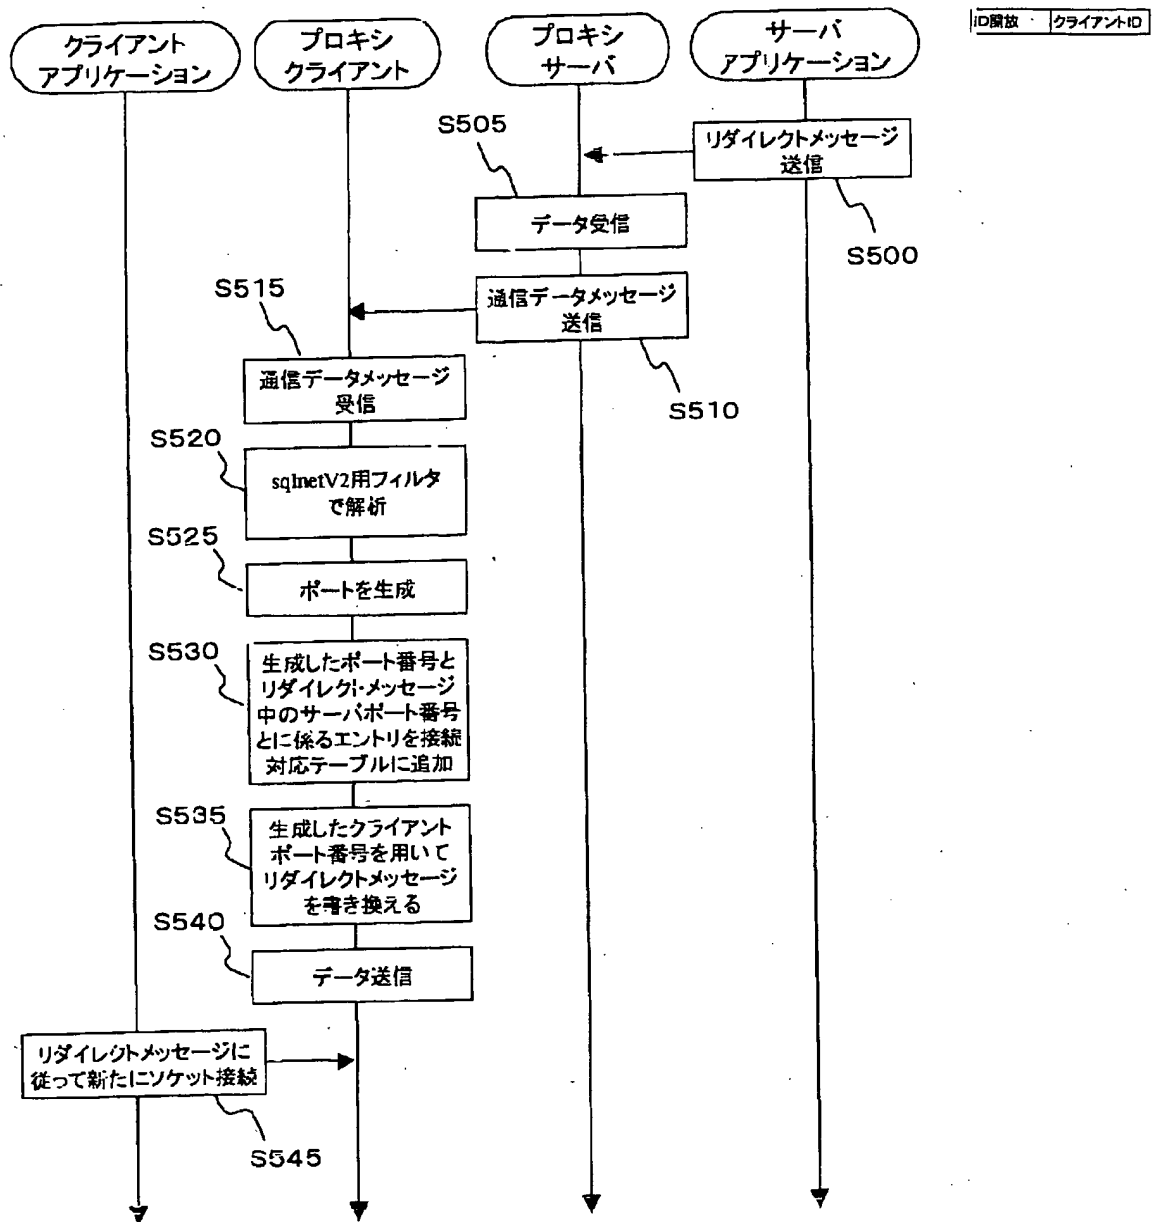 クライアント
アプリケーション
プロキシ
クライアント
プロキシ
サーバ
サーバ
アプリケーション
ID開放
クライアントID
S505
リダイレクトメッセージ
送信
データ受信
S500
S515
通信データメッセージ
送信
通信データメッセージ
受信
S510
S520
sqlnetV2用フィルタ
で解析
S525
ポートを生成
S530
生成したポート番号と
リダイレクト・メッセージ
中のサーバポート番号
とに係るエントリを接続
対応テーブルに追加
S535
生成したクライアント
ポート番号を用いて
リダイレクトメッセージ
を書き換える
S540
データ送信
リダイレクトメッセージに
従って新たにソケット接続
S545